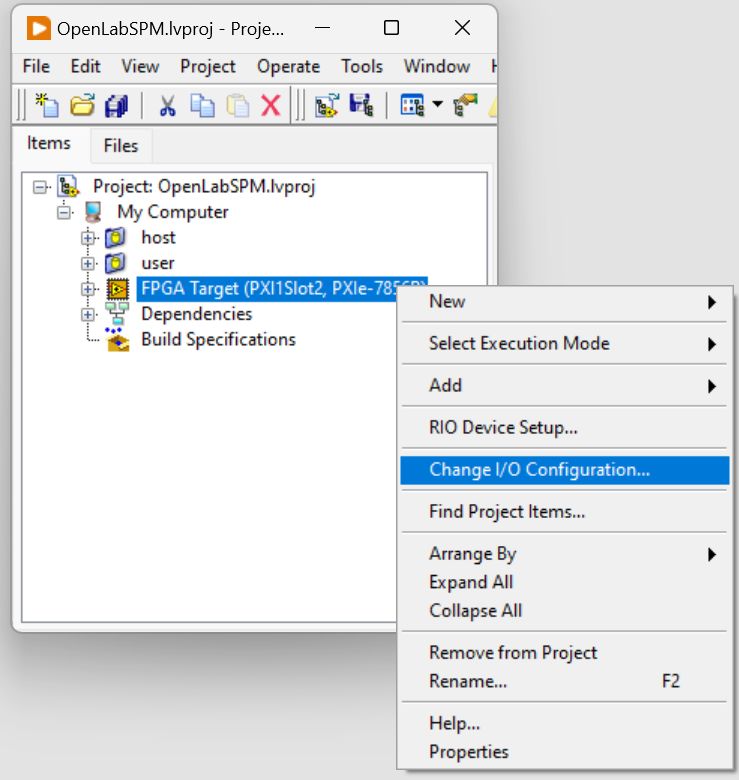 OpenLabSPM.lvproj - Proje...
File Edit View Project Operate Tools Window
Items Files
Project: OpenLabSPM.lvproj
My Computer
host
user
FPGA Target (PXI1Slot2, PXIe-7856R)
Dependencies
Build Specifications
New
Select Execution Mode
Add
RIO Device Setup...
Change I/O Configuration...
Find Project Items...
Arrange By
Expand All
Collapse All
Remove from Project
Rename... F2
Help...
Properties